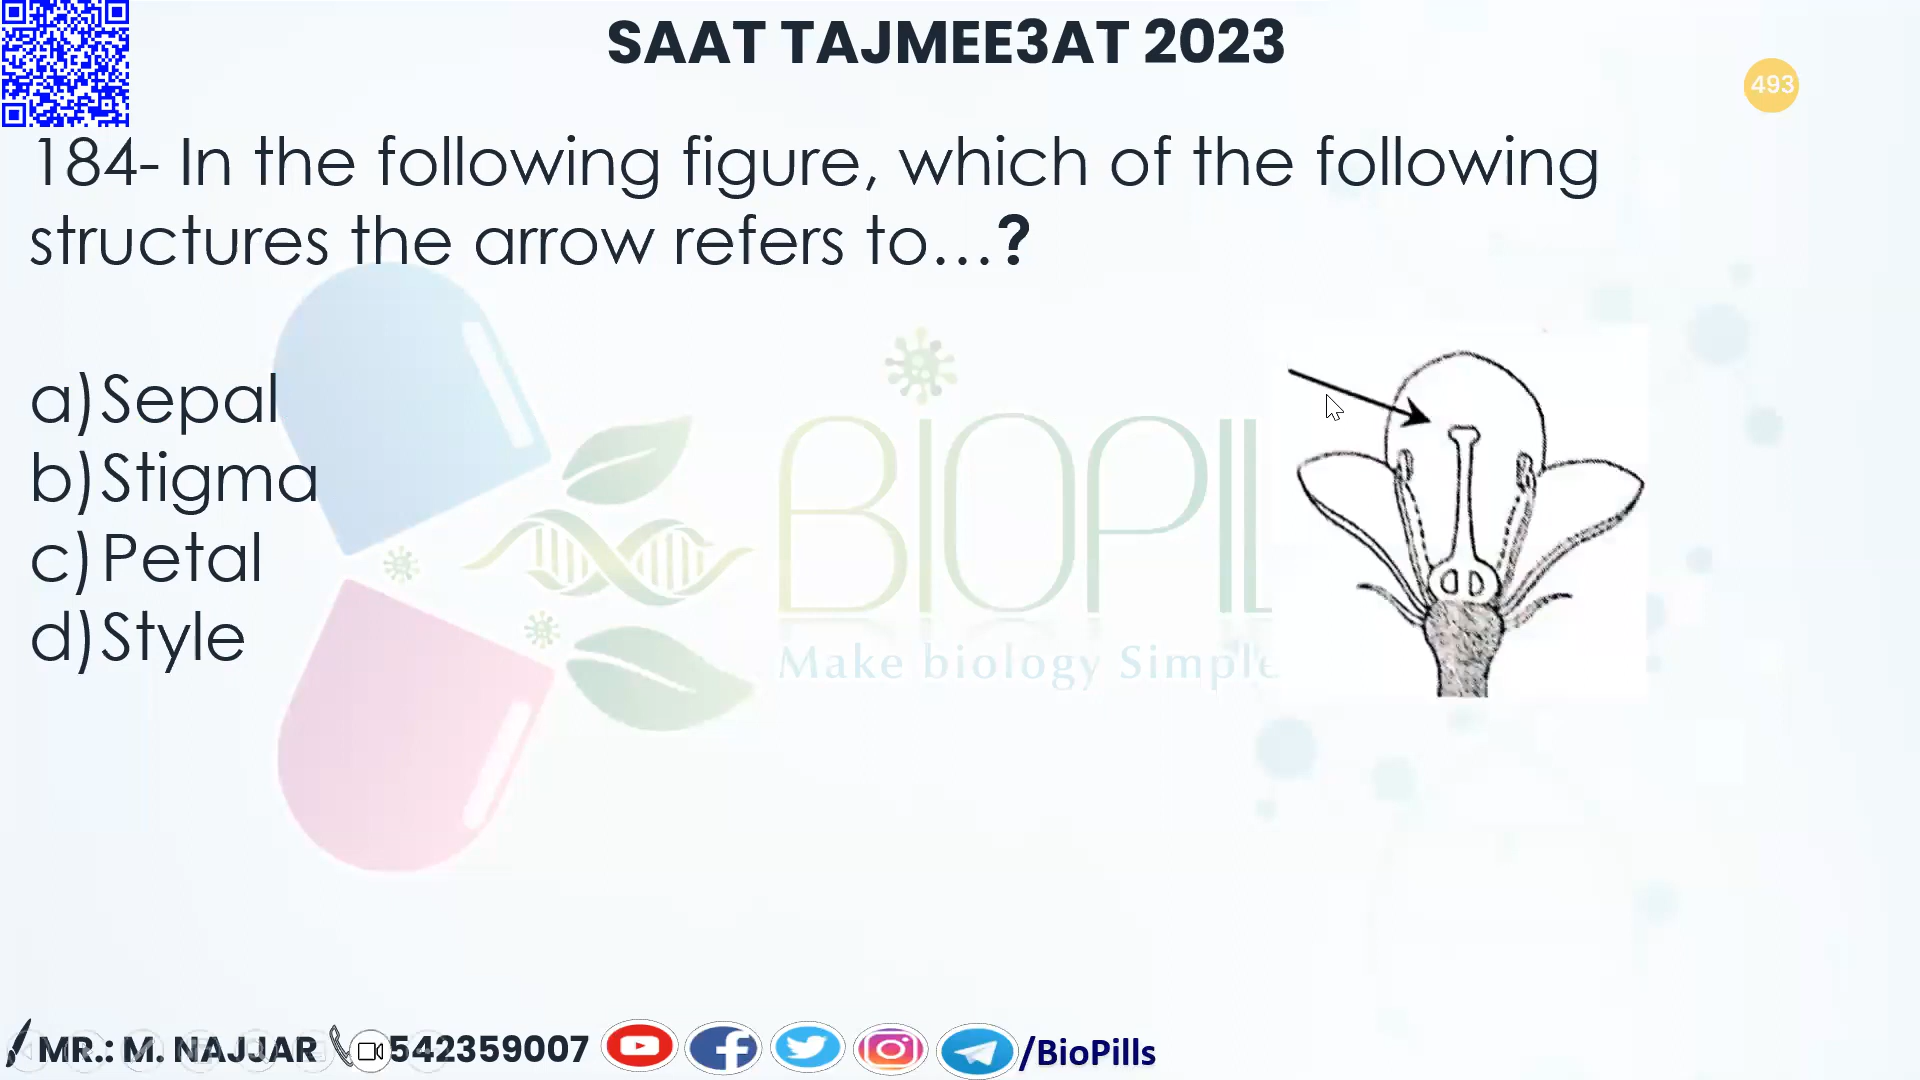 SAAT TAJMEE3AT 2023
493
184- In the following figure, which of the following
structures the arrow refers to...?
a) Sepal
b) Stigma
c) Petal
d) Style
BIOPIL
Make biology Simple
MR.: M. NAJJAR 542359007 /BioPills